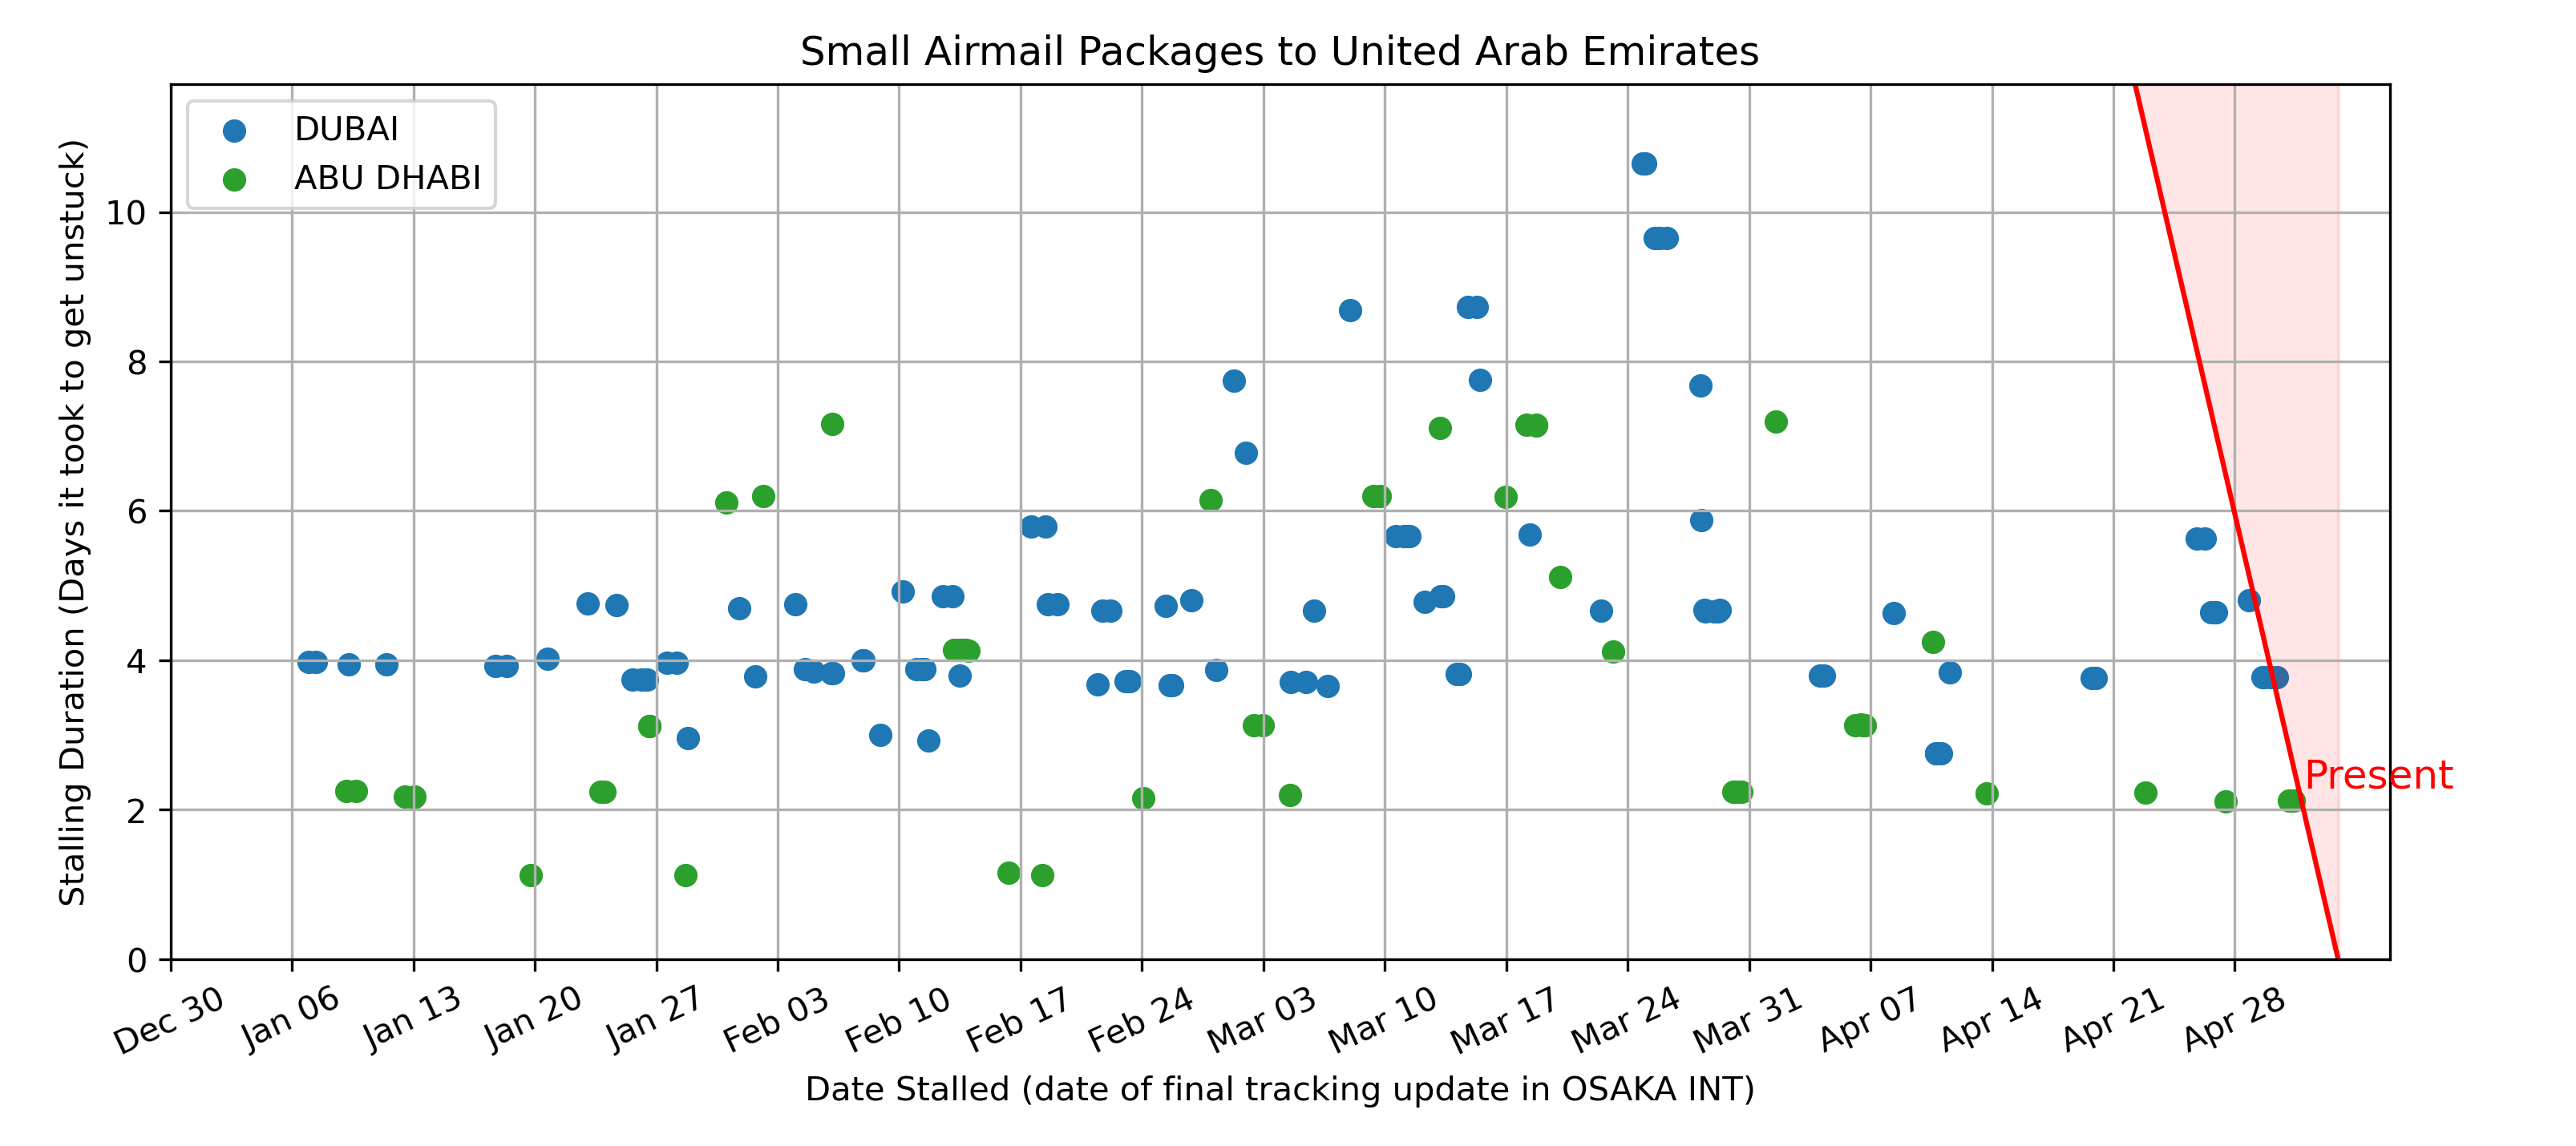 Small Airmail Packages to United Arab Emirates
DUBAI
ABU DHABI
Stalling Duration (Days it took to get unstuck)
10
8
6
4
2
0
Present
Dec 30 Jan 06 Jan 13 Jan 20 Jan 27 Feb 03 Feb 10 Feb 17 Feb 24 Mar 03 Mar 10 Mar 17 Mar 24 Mar 31 Apr 07 Apr 14 Apr 21 Apr 28
Date Stalled (date of final tracking update in OSAKA INT)